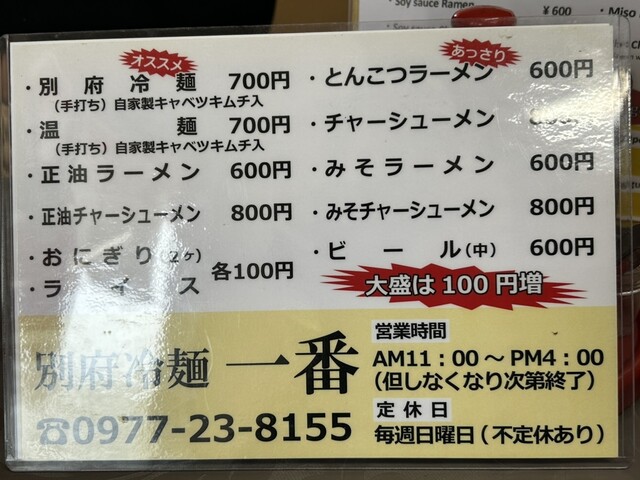 Soy sauce Ramen
¥600
• Miso
オススメ
・別府冷麺 700円
(手打ち) 自家製キャベツキムチ入
・温麺 700円
(手打ち) 自家製キャベツキムチ入
・正油ラーメン 600円
・正油チャーシューメン 800円
・おにぎり(2ヶ)
・ライス
各100円
あっさり
・とんこつラーメン 600円
・チャーシューメン
・みそラーメン 600円
・みそチャーシューメン 800円
・ビール(中) 600円
大盛は100円増
別府冷麺 一番
☎0977-23-8155
営業時間
AM11:00~PM4:00
(但しなくなり次第終了)
定休日
毎週日曜日(不定休あり)